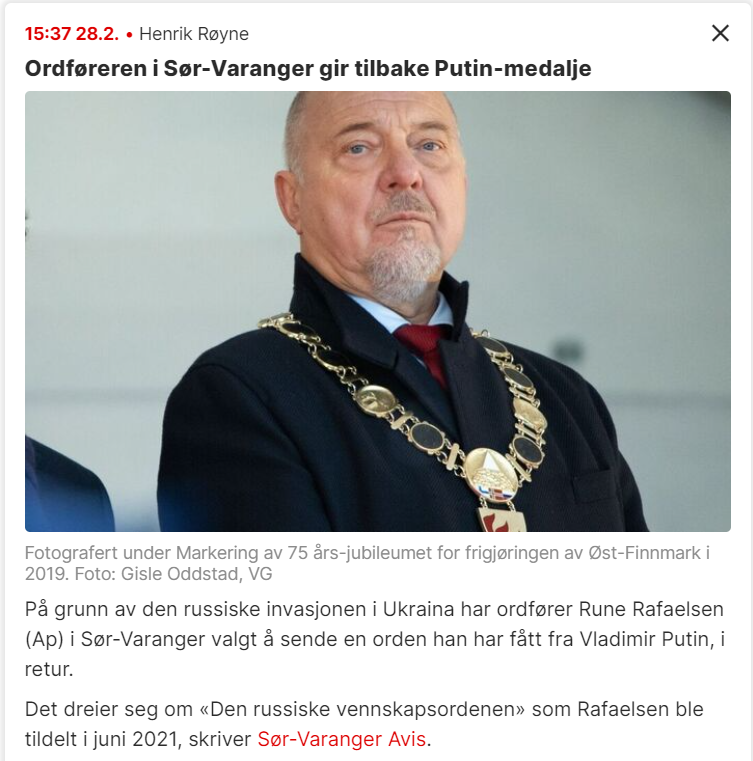 15:37 28.2. • Henrik Røyne
Ordføreren i Sør-Varanger gir tilbake Putin-medalje
Fotografert under Markering av 75 års-jubileumet for frigjøringen av Øst-Finnmark i
2019. Foto: Gisle Oddstad, VG
På grunn av den russiske invasjonen i Ukraina har ordfører Rune Rafaelsen
(Ap) i Sør-Varanger valgt å sende en orden han har fått fra Vladimir Putin, i
retur.
Det dreier seg om «Den russiske vennskapsordenen» som Rafaelsen ble
tildelt i juni 2021, skriver Sør-Varanger Avis.